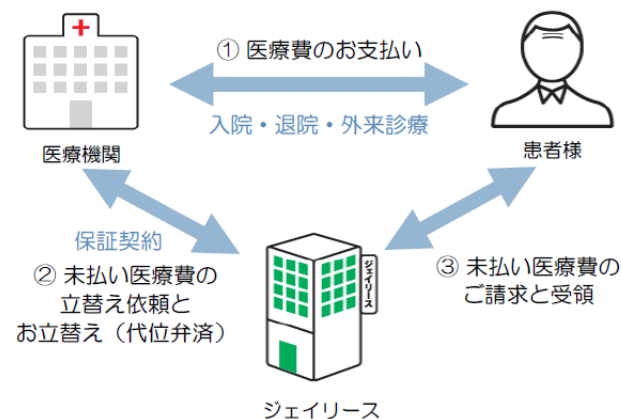 ① 医療費のお支払い
入院・退院・外来診療
医療機関
患者様
保証契約
② 未払い医療費の
立替え依頼と
お立替え（代位弁済）
③ 未払い医療費の
ご請求と受領
ジェイリース
ジェイリース